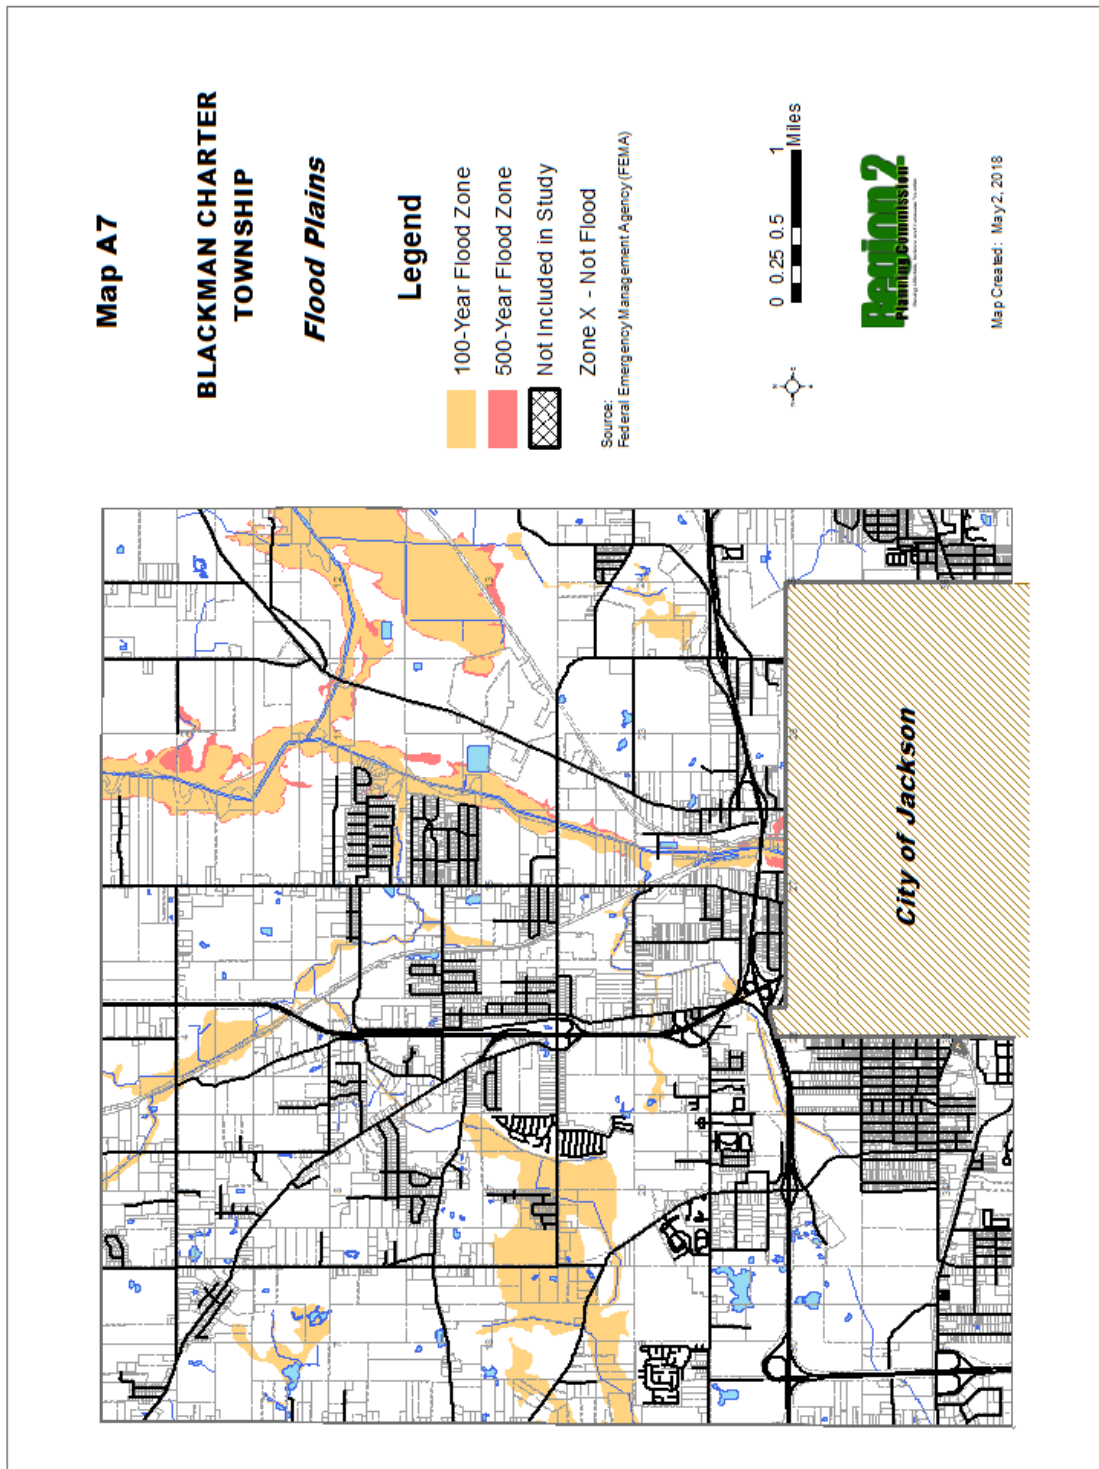 Map A7
BLACKMAN CHARTER
TOWNSHIP
Flood Plains
Legend
100-Year Flood Zone
500-Year Flood Zone
Not Included in Study
Zone X - Not Flood
Source:
Federal Emergency Management Agency (FEMA)
0 0.25 0.5 1
Miles
Region 2
Planning Commission
Map Created: May 2, 2018
City of Jackson